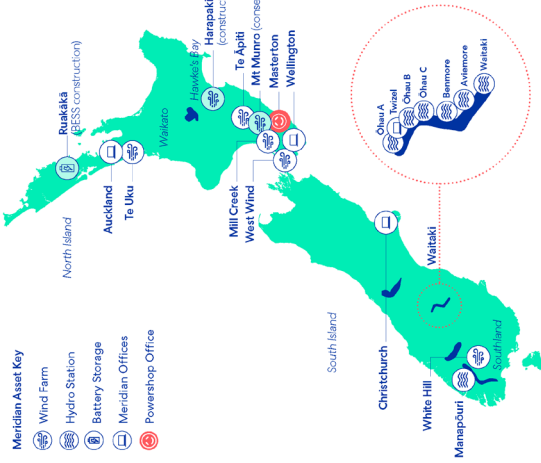 Meridian Asset Key
Wind Farm
Hydro Station
Battery Storage
Meridian Offices
Powershop Office
North Island
Ruakākā
(BESS construction)
Auckland
Te Uku
Waikato
Hawke's Bay
Harapaki
(construc
Te Āpiti
Mt Munro (conse
Masterton
Wellington
Mill Creek
West Wind
South Island
Christchurch
Waitaki
White Hill
Manapōuri
Southland
Ōhau A
Twizel
Ōhau B
Ōhau C
Benmore
Aviemore
Waitaki